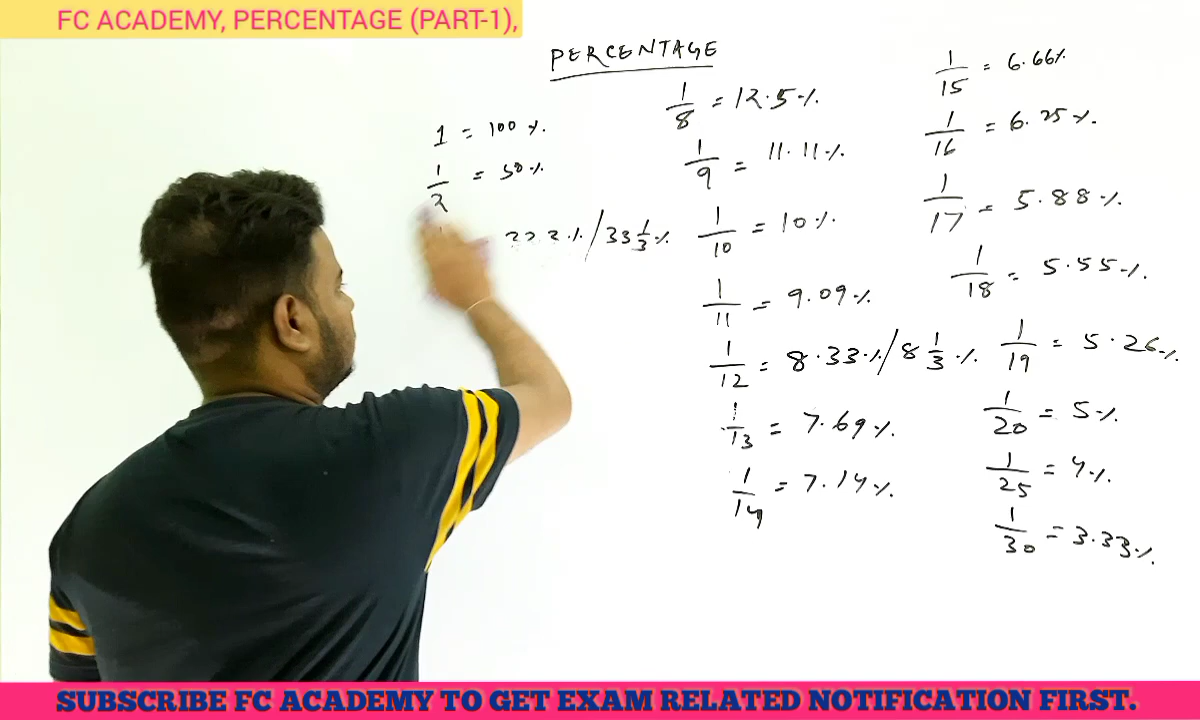 FC ACADEMY, PERCENTAGE (PART-1),
PERCENTAGE
1 = 100 %
1/2 = 50 %
33 1/3 %
1/8 = 12.5 %
1/9 = 11.11 %
1/10 = 10 %
1/11 = 9.09 %
1/12 = 8.33 % / 8 1/3 %
1/13 = 7.69 %
1/14 = 7.14 %
1/15 = 6.66 %
1/16 = 6.25 %
1/17 = 5.88 %
1/18 = 5.55 %
1/19 = 5.26 %
1/20 = 5 %
1/25 = 4 %
1/30 = 3.33 %
SUBSCRIBE FC ACADEMY TO GET EXAM RELATED NOTIFICATION FIRST.